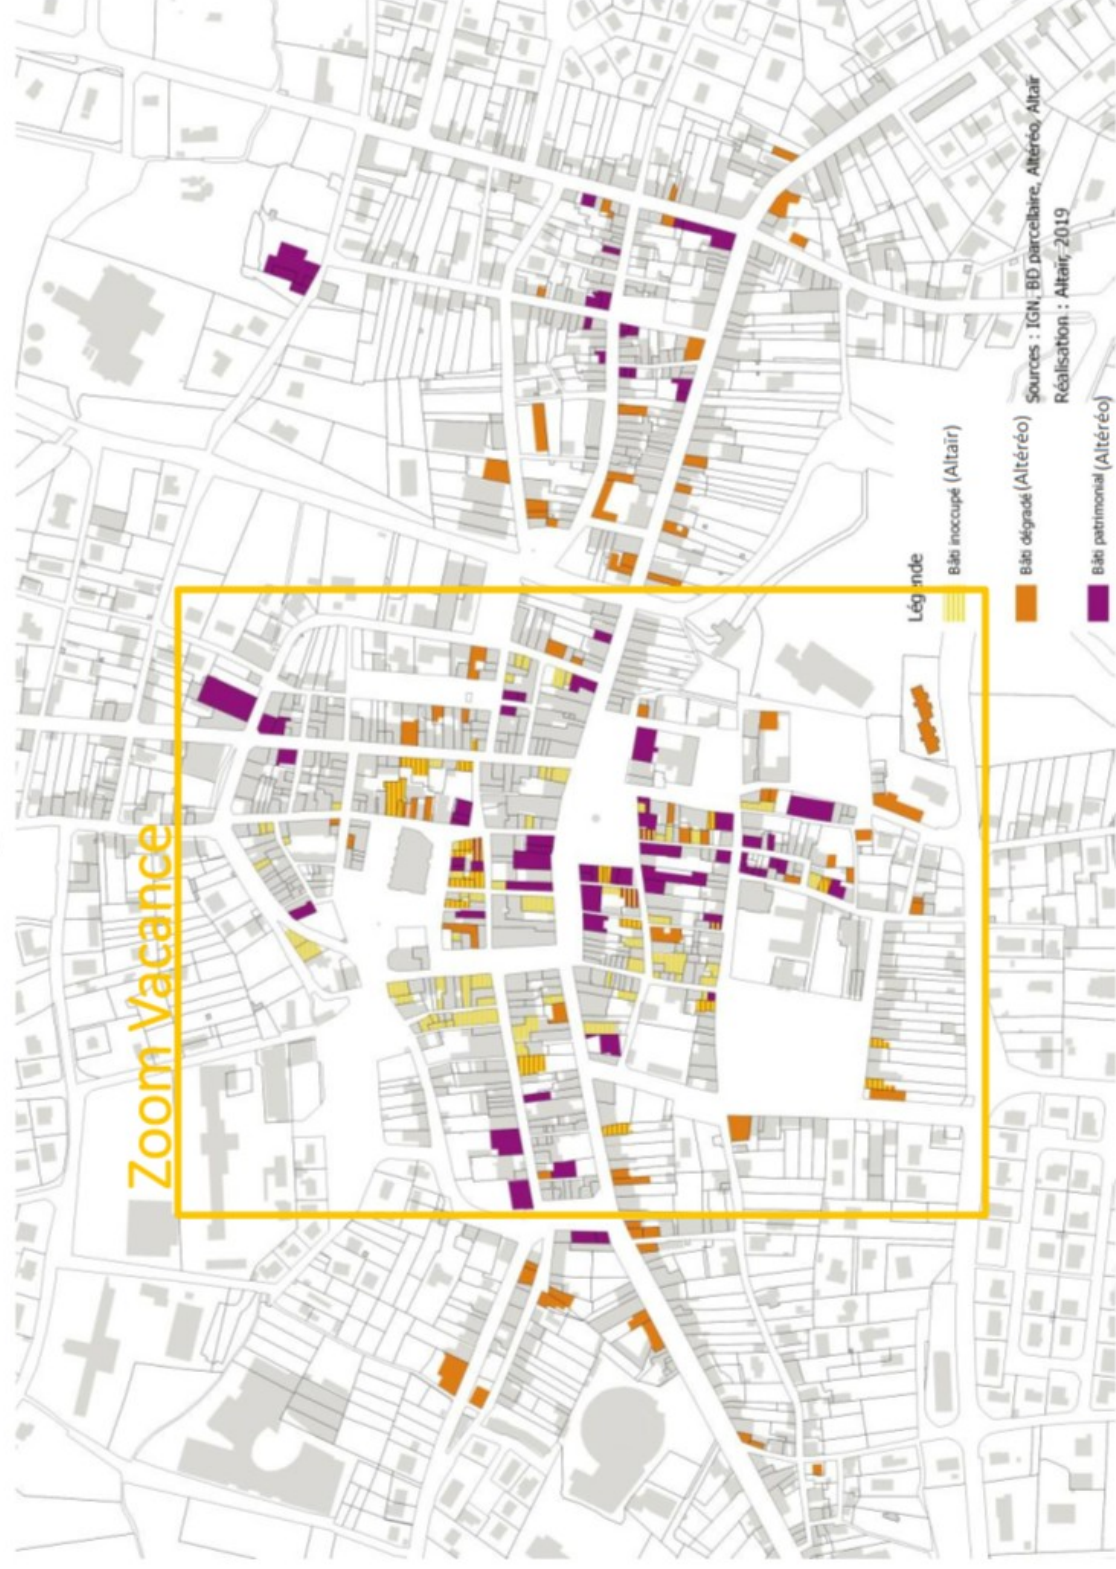 Zoom Vacance
Légende
Bâti inoccupé (Altaïr)
Bâti dégradé (Altéréo)
Bâti patrimonial (Altéréo)
Sources : IGN, BD parcellaire, Altéréo, Altaïr
Réalisation : Altaïr, 2019